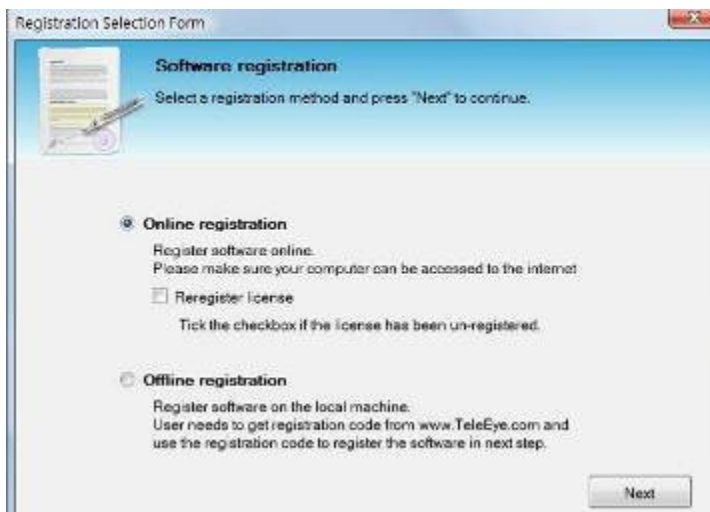 Registration Selection Form
Software registration
Select a registration method and press "Next" to continue.
Online registration
Register software online.
Please make sure your computer can be accessed to the internet
Reregister license
Tick the checkbox if the license has been un-registered.
Offline registration
Register software on the local machine.
User needs to get registration code from www.TeleEye.com and
use the registration code to register the software in next step.
Next